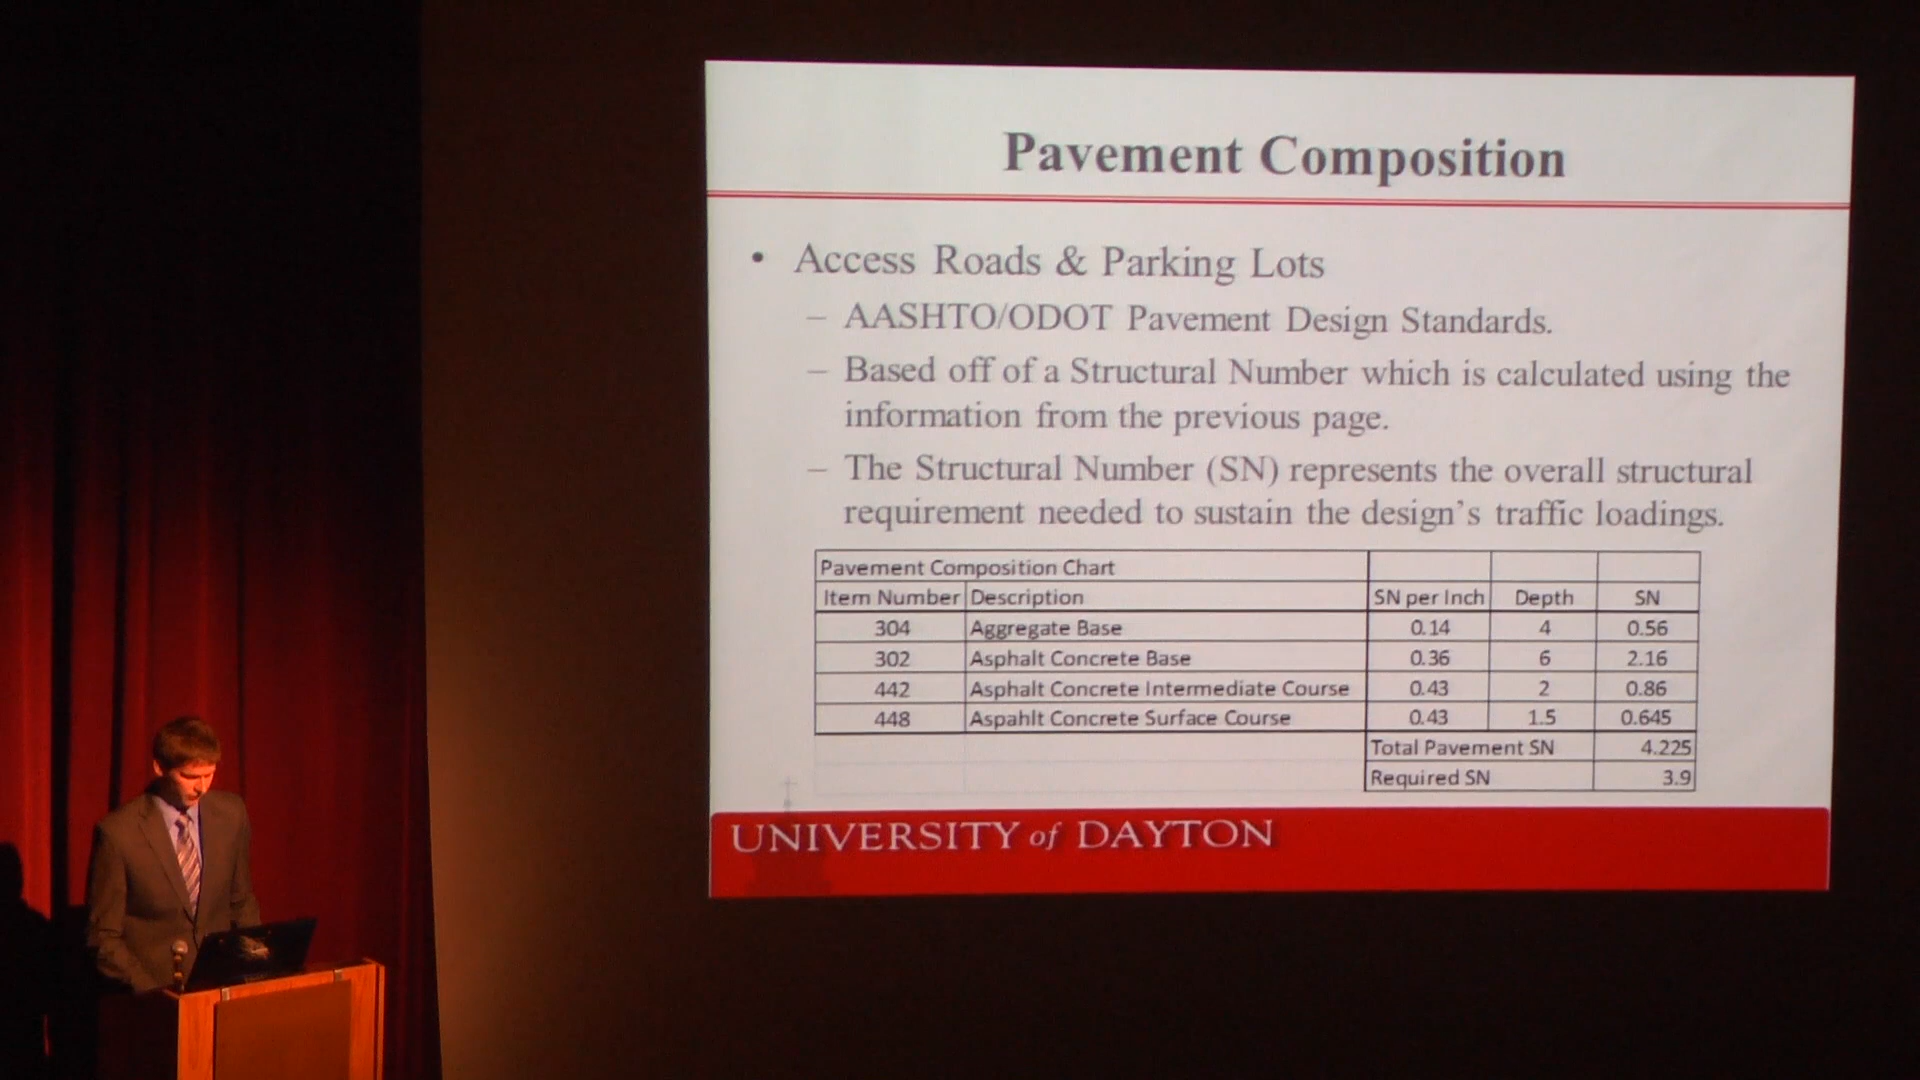 Pavement Composition
• Access Roads & Parking Lots
– AASHTO/ODOT Pavement Design Standards.
– Based off of a Structural Number which is calculated using the
information from the previous page.
– The Structural Number (SN) represents the overall structural
requirement needed to sustain the design's traffic loadings.
Pavement Composition Chart
Item Number Description SN per Inch Depth SN
304 Aggregate Base 0.14 4 0.56
302 Asphalt Concrete Base 0.36 6 2.16
442 Asphalt Concrete Intermediate Course 0.43 2 0.86
448 Aspahlt Concrete Surface Course 0.43 1.5 0.645
Total Pavement SN 4.225
Required SN 3.9
UNIVERSITY of DAYTON